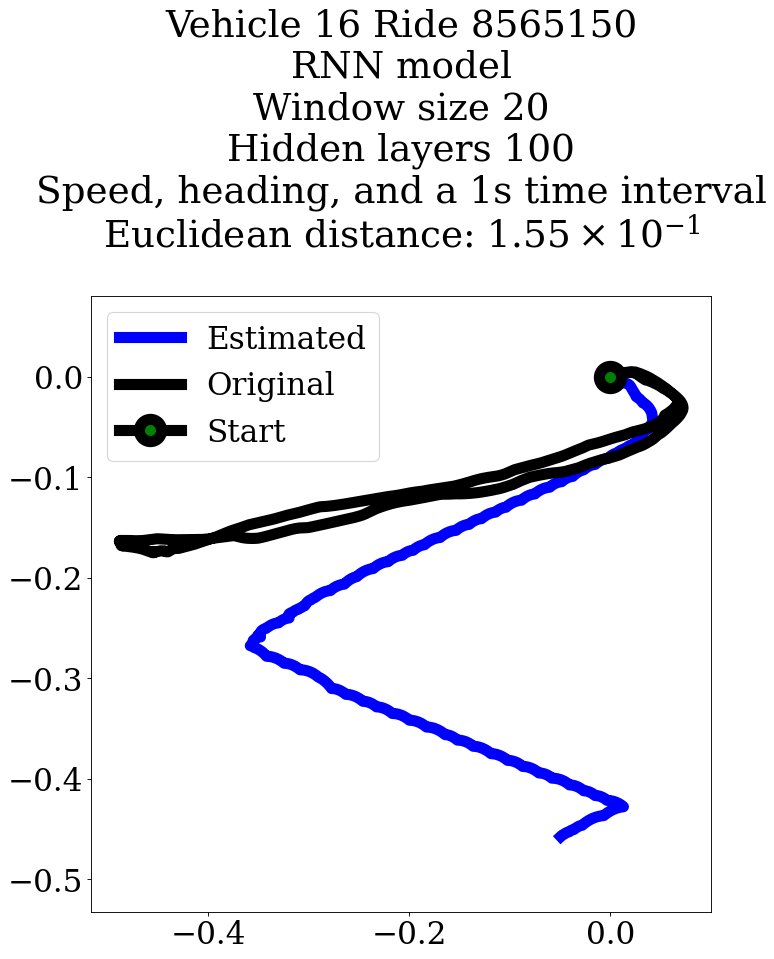 Vehicle 16 Ride 8565150
RNN model
Window size 20
Hidden layers 100
Speed, heading, and a 1s time interval
Euclidean distance: 1.55 × 10⁻¹
Estimated
Original
Start
0.0
−0.1
−0.2
−0.3
−0.4
−0.5
−0.4 −0.2 0.0